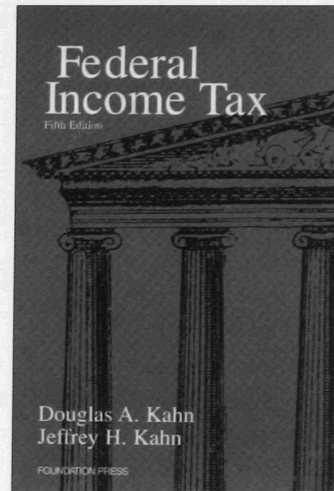 Federal
Income Tax
Fifth Edition
Douglas A. Kahn
Jeffrey H. Kahn
FOUNDATION PRESS